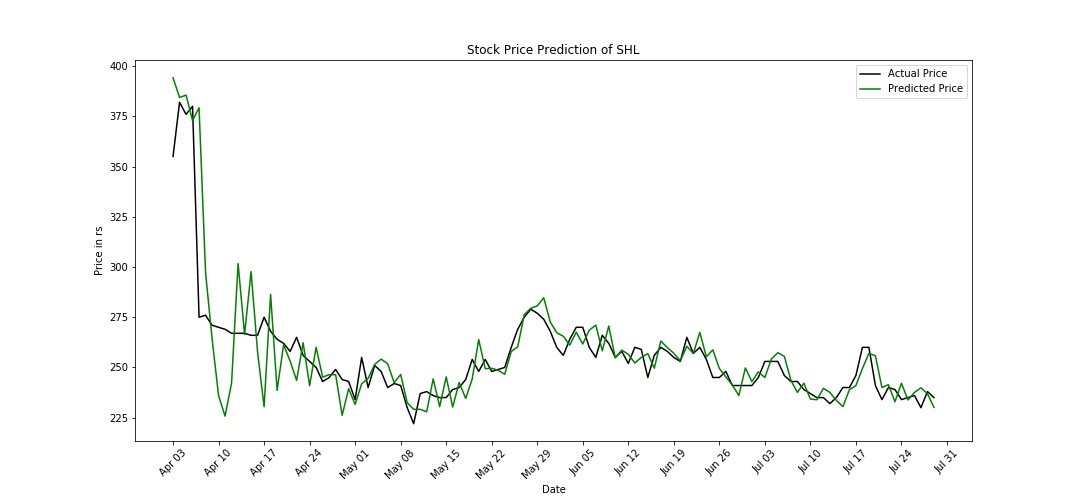 Stock Price Prediction of SHL
Actual Price
Predicted Price
400
375
350
325
300
275
250
225
Price in rs
Apr 03
Apr 10
Apr 17
Apr 24
May 01
May 08
May 15
May 22
May 29
Jun 05
Jun 12
Jun 19
Jun 26
Jul 03
Jul 10
Jul 17
Jul 24
Jul 31
Date